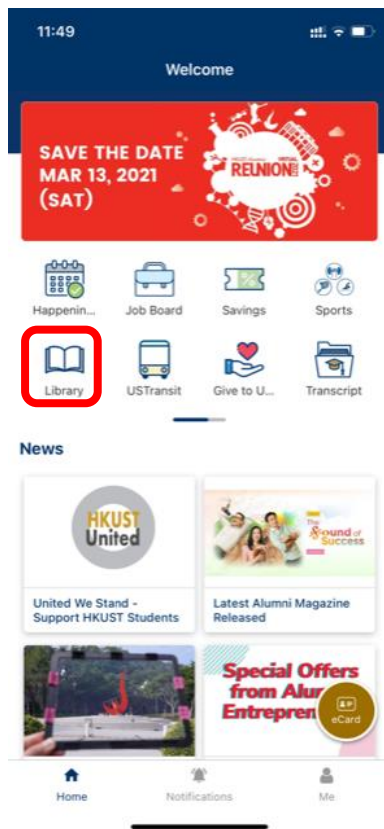 11:49
Welcome
SAVE THE DATE
MAR 13, 2021
(SAT)
REUNION
Happenin...
Job Board
Savings
Sports
Library
USTransit
Give to U...
Transcript
News
HKUST
United
The
Sound of
Success
United We Stand -
Support HKUST Students
Latest Alumni Magazine
Released
Special Offers
from
eCard
Home
Notifications
Me